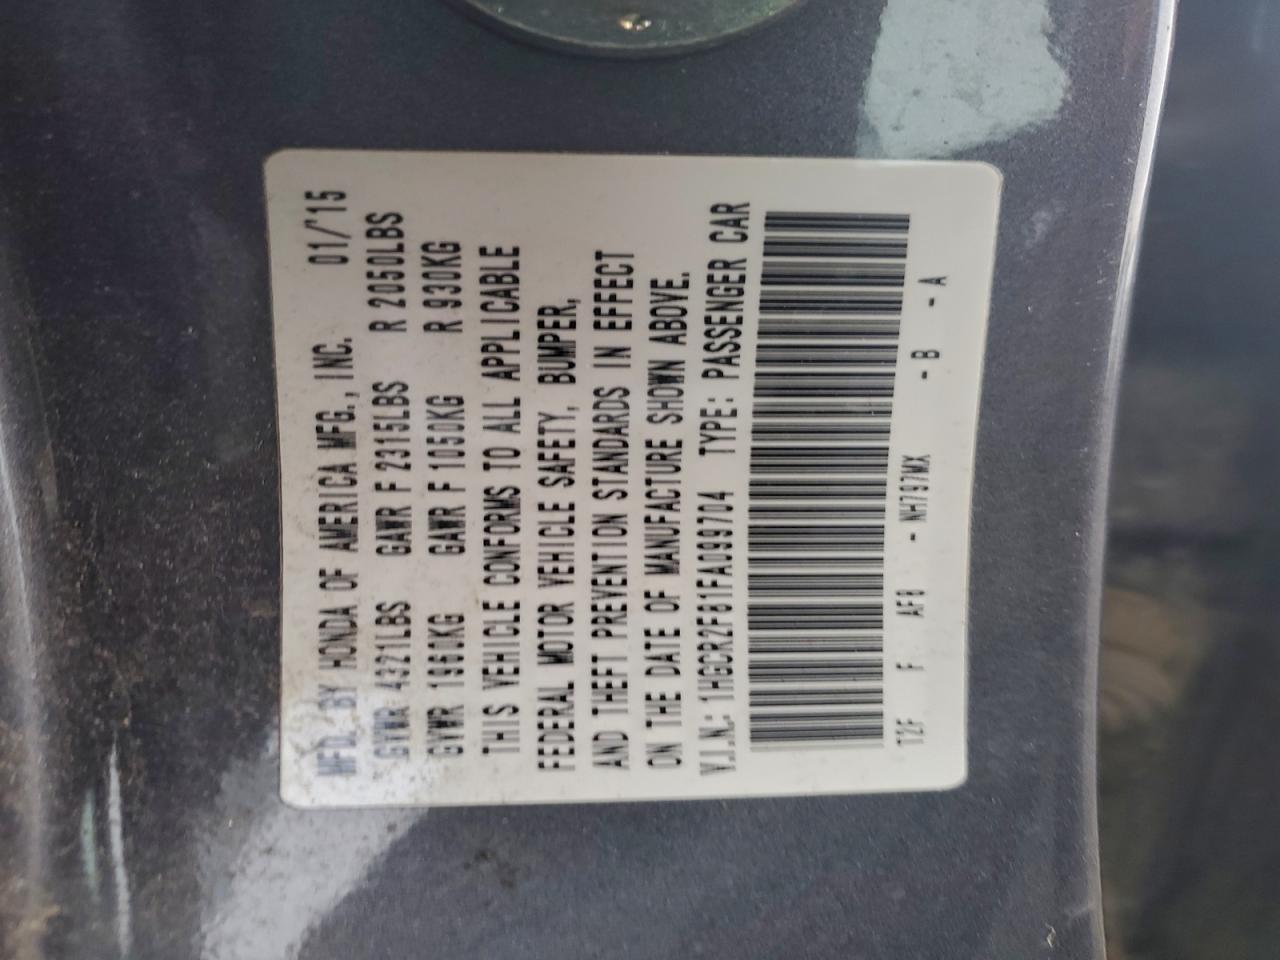 MFD. BY HONDA OF AMERICA MFG., INC. 01/'15
GVWR 4321LBS GAWR F 2315LBS R 2050LBS
GVWR 1960KG GAWR F 1050KG R 930KG
THIS VEHICLE CONFORMS TO ALL APPLICABLE
FEDERAL MOTOR VEHICLE SAFETY, BUMPER,
AND THEFT PREVENTION STANDARDS IN EFFECT
ON THE DATE OF MANUFACTURE SHOWN ABOVE.
V.I.N.: 1HGCR2F81FA099704 TYPE: PASSENGER CAR
T2F F AF8 - NH797MX - B - A